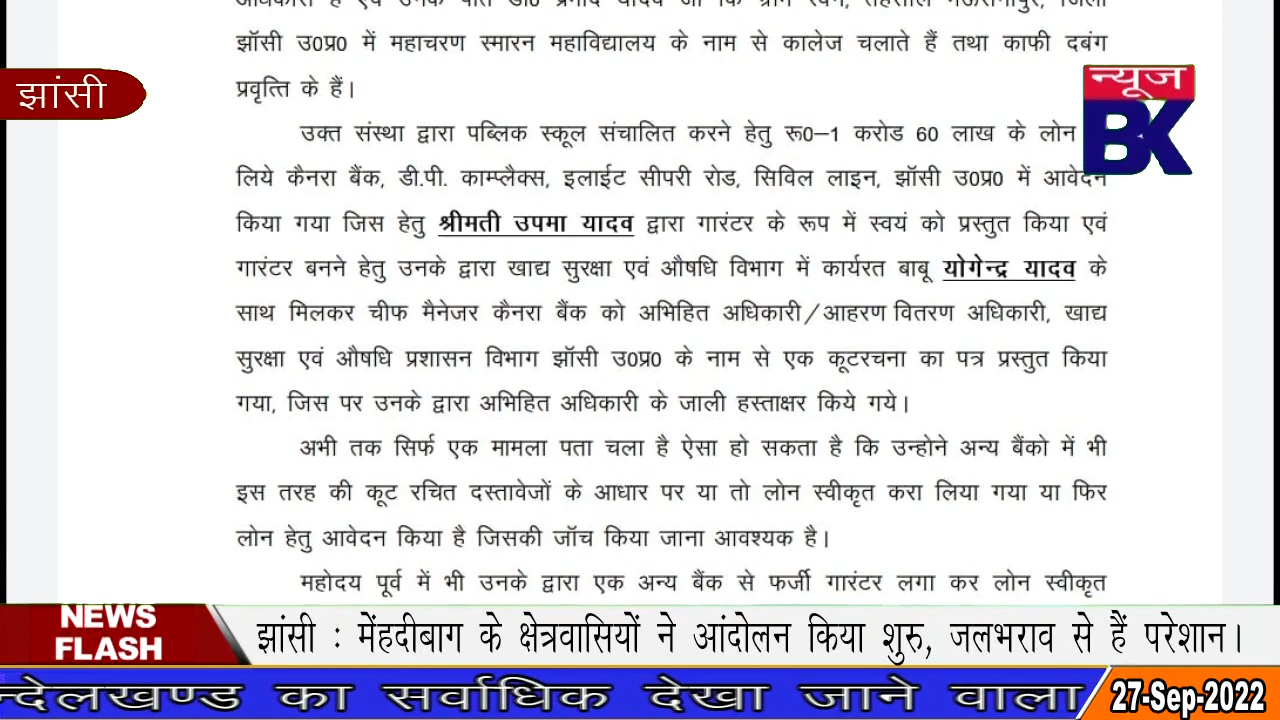 झॉसी उ0प्र0 में महाचरण स्मारन महाविद्यालय के नाम से कालेज चलाते हैं तथा काफी दबंग
प्रवृत्ति के हैं।
झांसी
न्यूज
BK
उक्त संस्था द्वारा पब्लिक स्कूल संचालित करने हेतु रू0–1 करोड 60 लाख के लोन
लिये कैनरा बैंक, डी.पी. काम्प्लैक्स, इलाईट सीपरी रोड, सिविल लाइन, झॉसी उ0प्र0 में आवेदन
किया गया जिस हेतु श्रीमती उपमा यादव द्वारा गारंटर के रूप में स्वयं को प्रस्तुत किया एवं
गारंटर बनने हेतु उनके द्वारा खाद्य सुरक्षा एवं औषधि विभाग में कार्यरत बाबू योगेन्द्र यादव के
साथ मिलकर चीफ मैनेजर कैनरा बैंक को अभिहित अधिकारी/आहरण वितरण अधिकारी, खाद्य
सुरक्षा एवं औषधि प्रशासन विभाग झॉसी उ0प्र0 के नाम से एक कूटरचना का पत्र प्रस्तुत किया
गया, जिस पर उनके द्वारा अभिहित अधिकारी के जाली हस्ताक्षर किये गये।
अभी तक सिर्फ एक मामला पता चला है ऐसा हो सकता है कि उन्होने अन्य बैंको में भी
इस तरह की कूट रचित दस्तावेजों के आधार पर या तो लोन स्वीकृत करा लिया गया या फिर
लोन हेतु आवेदन किया है जिसकी जॉच किया जाना आवश्यक है।
महोदय पूर्व में भी उनके द्वारा एक अन्य बैंक से फर्जी गारंटर लगा कर लोन स्वीकृत
NEWS
FLASH
झांसी : मेंहदीबाग के क्षेत्रवासियों ने आंदोलन किया शुरु, जलभराव से हैं परेशान।
न्देलखण्ड का सर्वाधिक देखा जाने वाला
27-Sep-2022